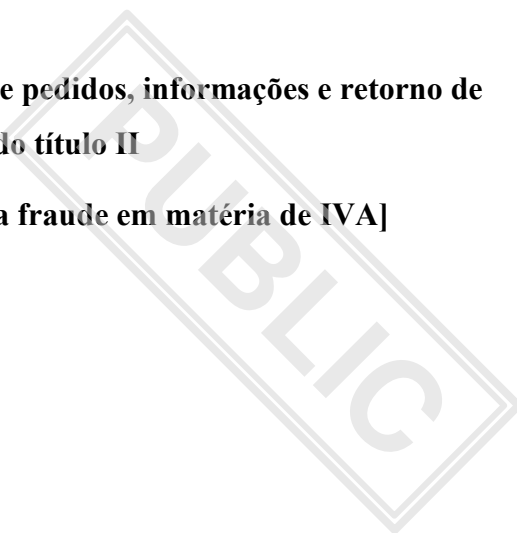 e pedidos, informações e retorno de
do título II
a fraude em matéria de IVA]
PUBLIC